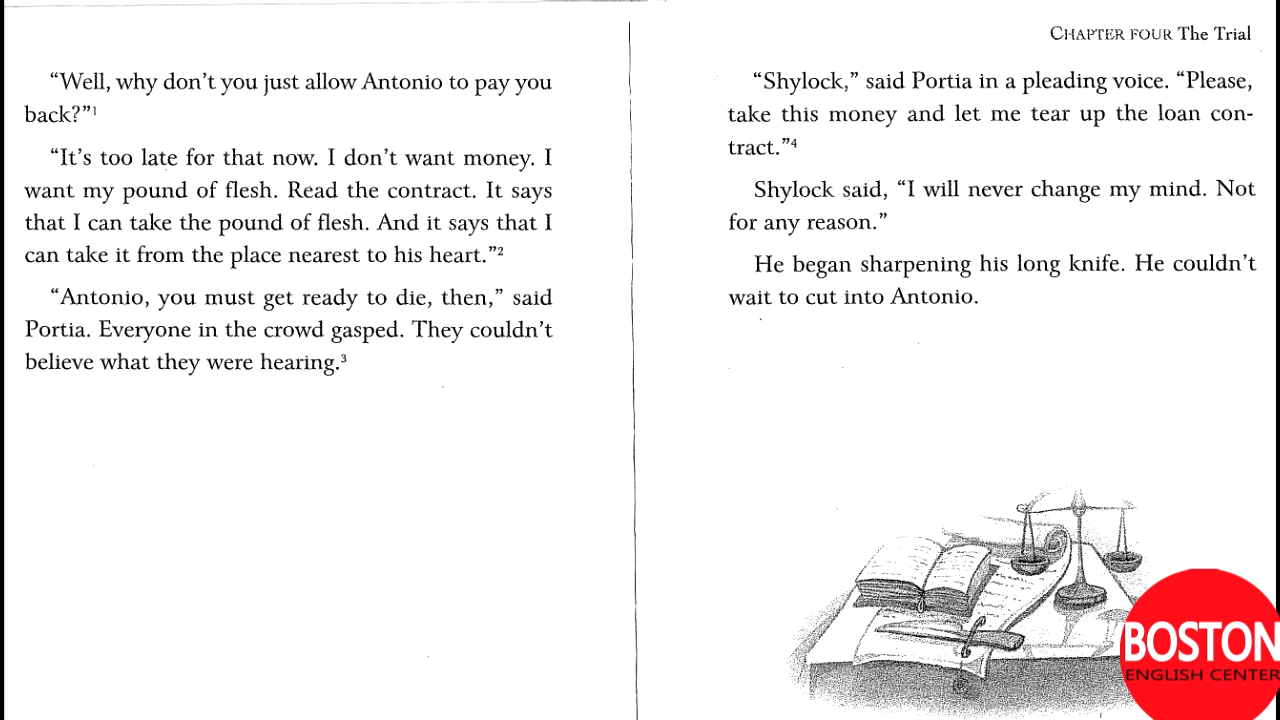 “Well, why don’t you just allow Antonio to pay you
back?”1
“It’s too late for that now. I don’t want money. I
want my pound of flesh. Read the contract. It says
that I can take the pound of flesh. And it says that I
can take it from the place nearest to his heart.”2
“Antonio, you must get ready to die, then,” said
Portia. Everyone in the crowd gasped. They couldn’t
believe what they were hearing.3
CHAPTER FOUR The Trial
“Shylock,” said Portia in a pleading voice. “Please,
take this money and let me tear up the loan con-
tract.”4
Shylock said, “I will never change my mind. Not
for any reason.”
He began sharpening his long knife. He couldn’t
wait to cut into Antonio.
BOSTON
ENGLISH CENTER